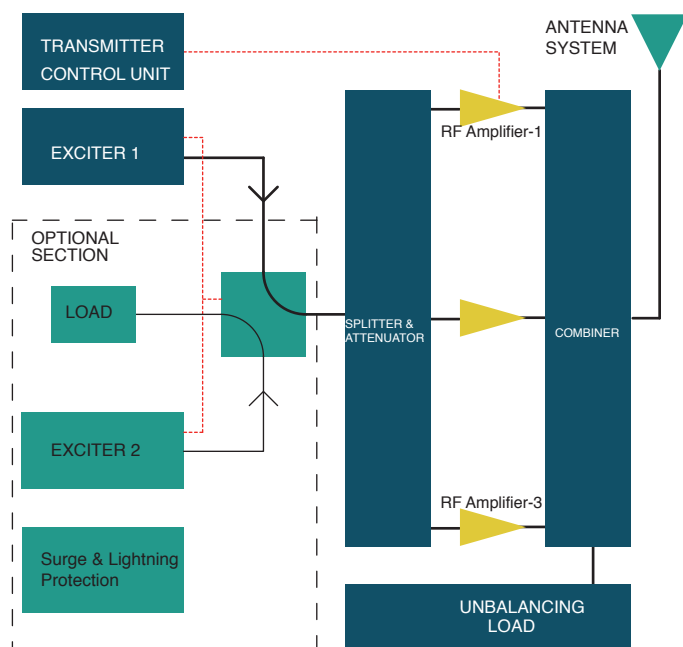 TRANSMITTER
CONTROL UNIT
ANTENNA
SYSTEM
EXCITER 1
RF Amplifier-1
OPTIONAL
SECTION
LOAD
SPLITTER &
ATTENUATOR
COMBINER
EXCITER 2
RF Amplifier-3
Surge & Lightning
Protection
UNBALANCING
LOAD